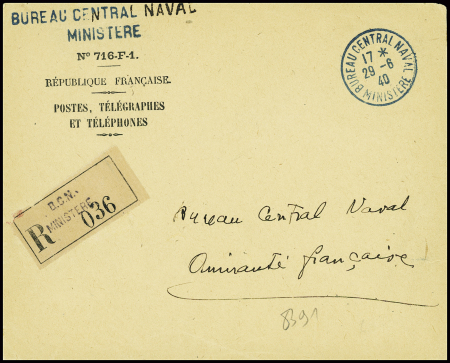 BUREAU CENTRAL NAVAL
MINISTERE
N° 716-F-1.
RÉPUBLIQUE FRANÇAISE.
POSTES, TÉLÉGRAPHES
ET TÉLÉPHONES
BUREAU CENTRAL NAVAL
17 *
29 - 6
40
MINISTERE
B.C.N.
MINISTERE
R 036
Bureau Central Naval
Amirauté française
8391